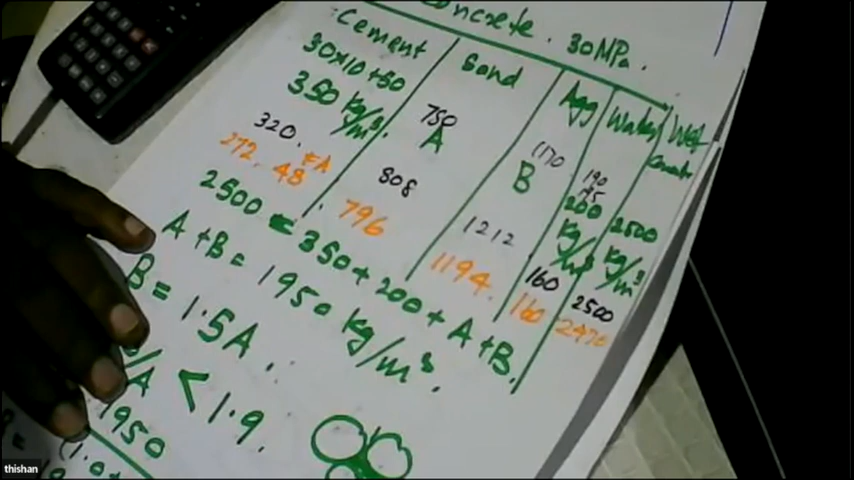 concrete. 30 MPa.
cement Sand Agg Water Wet
30x10+50
350 kg/m³.
750 1170 190
A B 200 2500
kg/m³ kg/m³
320. 808 1212 160 2500
272. 48 FA 796 1194. 160 2470
2500 = 350 + 200 + A + B.
A + B = 1950 kg/m³.
B = 1.5A
/A < 1.9.
1950
thishan